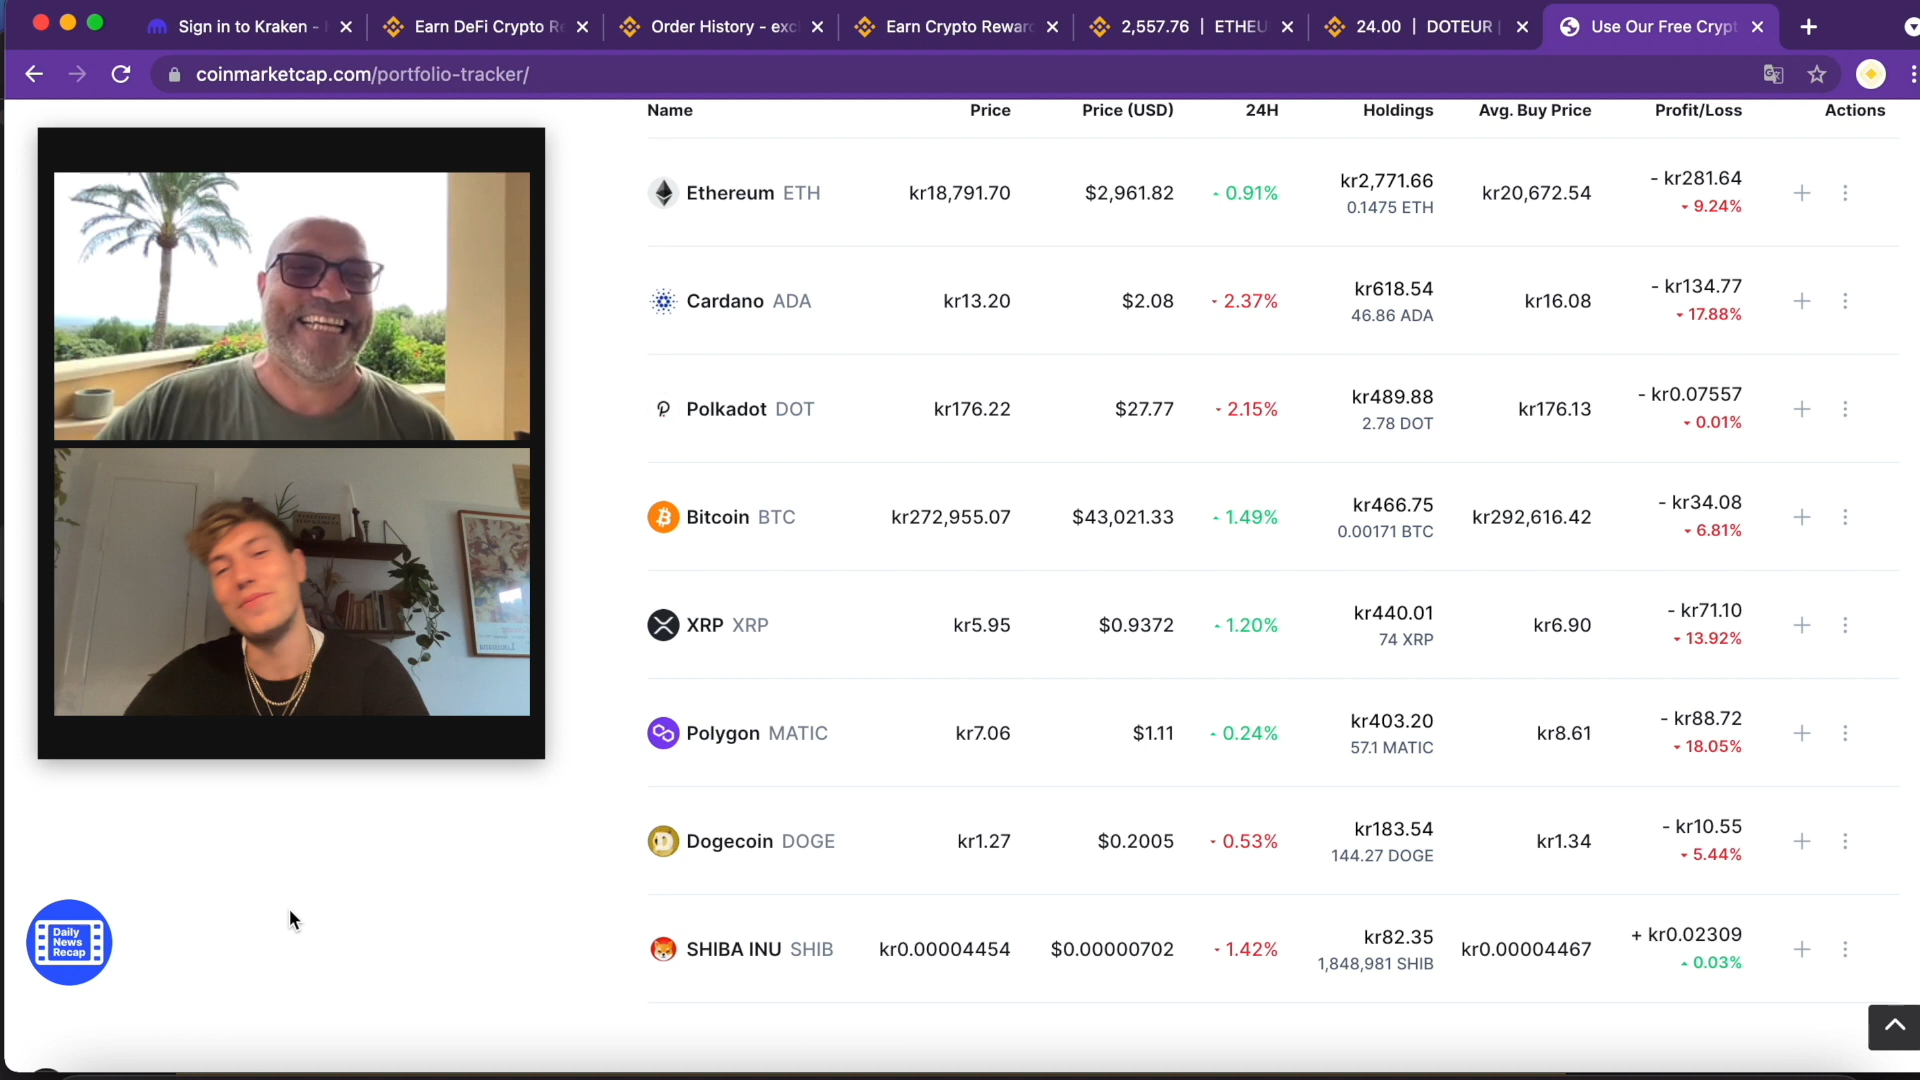 Sign in to Kraken -
Earn DeFi Crypto Re
Order History - exc
Earn Crypto Rewar
2,557.76 | ETHEU
24.00 | DOTEUR |
Use Our Free Crypt
coinmarketcap.com/portfolio-tracker/
Name Price Price (USD) 24H Holdings Avg. Buy Price Profit/Loss Actions
Ethereum ETH kr18,791.70 $2,961.82 0.91% kr2,771.66 kr20,672.54 - kr281.64
0.1475 ETH 9.24%
Cardano ADA kr13.20 $2.08 2.37% kr618.54 kr16.08 - kr134.77
46.86 ADA 17.88%
Polkadot DOT kr176.22 $27.77 2.15% kr489.88 kr176.13 - kr0.07557
2.78 DOT 0.01%
Bitcoin BTC kr272,955.07 $43,021.33 1.49% kr466.75 kr292,616.42 - kr34.08
0.00171 BTC 6.81%
XRP XRP kr5.95 $0.9372 1.20% kr440.01 kr6.90 - kr71.10
74 XRP 13.92%
Polygon MATIC kr7.06 $1.11 0.24% kr403.20 kr8.61 - kr88.72
57.1 MATIC 18.05%
Dogecoin DOGE kr1.27 $0.2005 0.53% kr183.54 kr1.34 - kr10.55
144.27 DOGE 5.44%
SHIBA INU SHIB kr0.00004454 $0.00000702 1.42% kr82.35 kr0.00004467 + kr0.02309
1,848,981 SHIB 0.03%
Daily
News
Recap